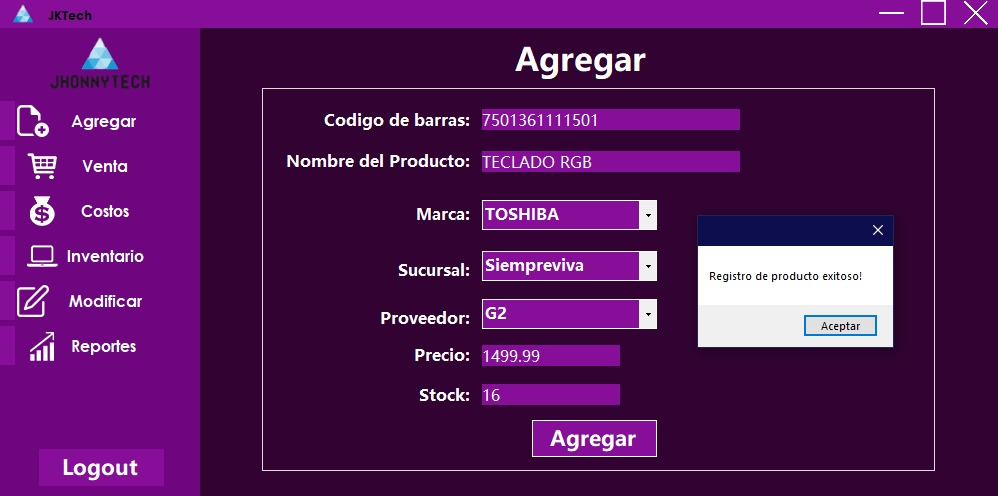 JKTech
JHONNYTECH
Agregar
Venta
Costos
Inventario
Modificar
Reportes
Logout
Agregar
Codigo de barras: 7501361111501
Nombre del Producto: TECLADO RGB
Marca: TOSHIBA
Sucursal: Siempreviva
Proveedor: G2
Precio: 1499.99
Stock: 16
Agregar
Registro de producto exitoso!
Aceptar